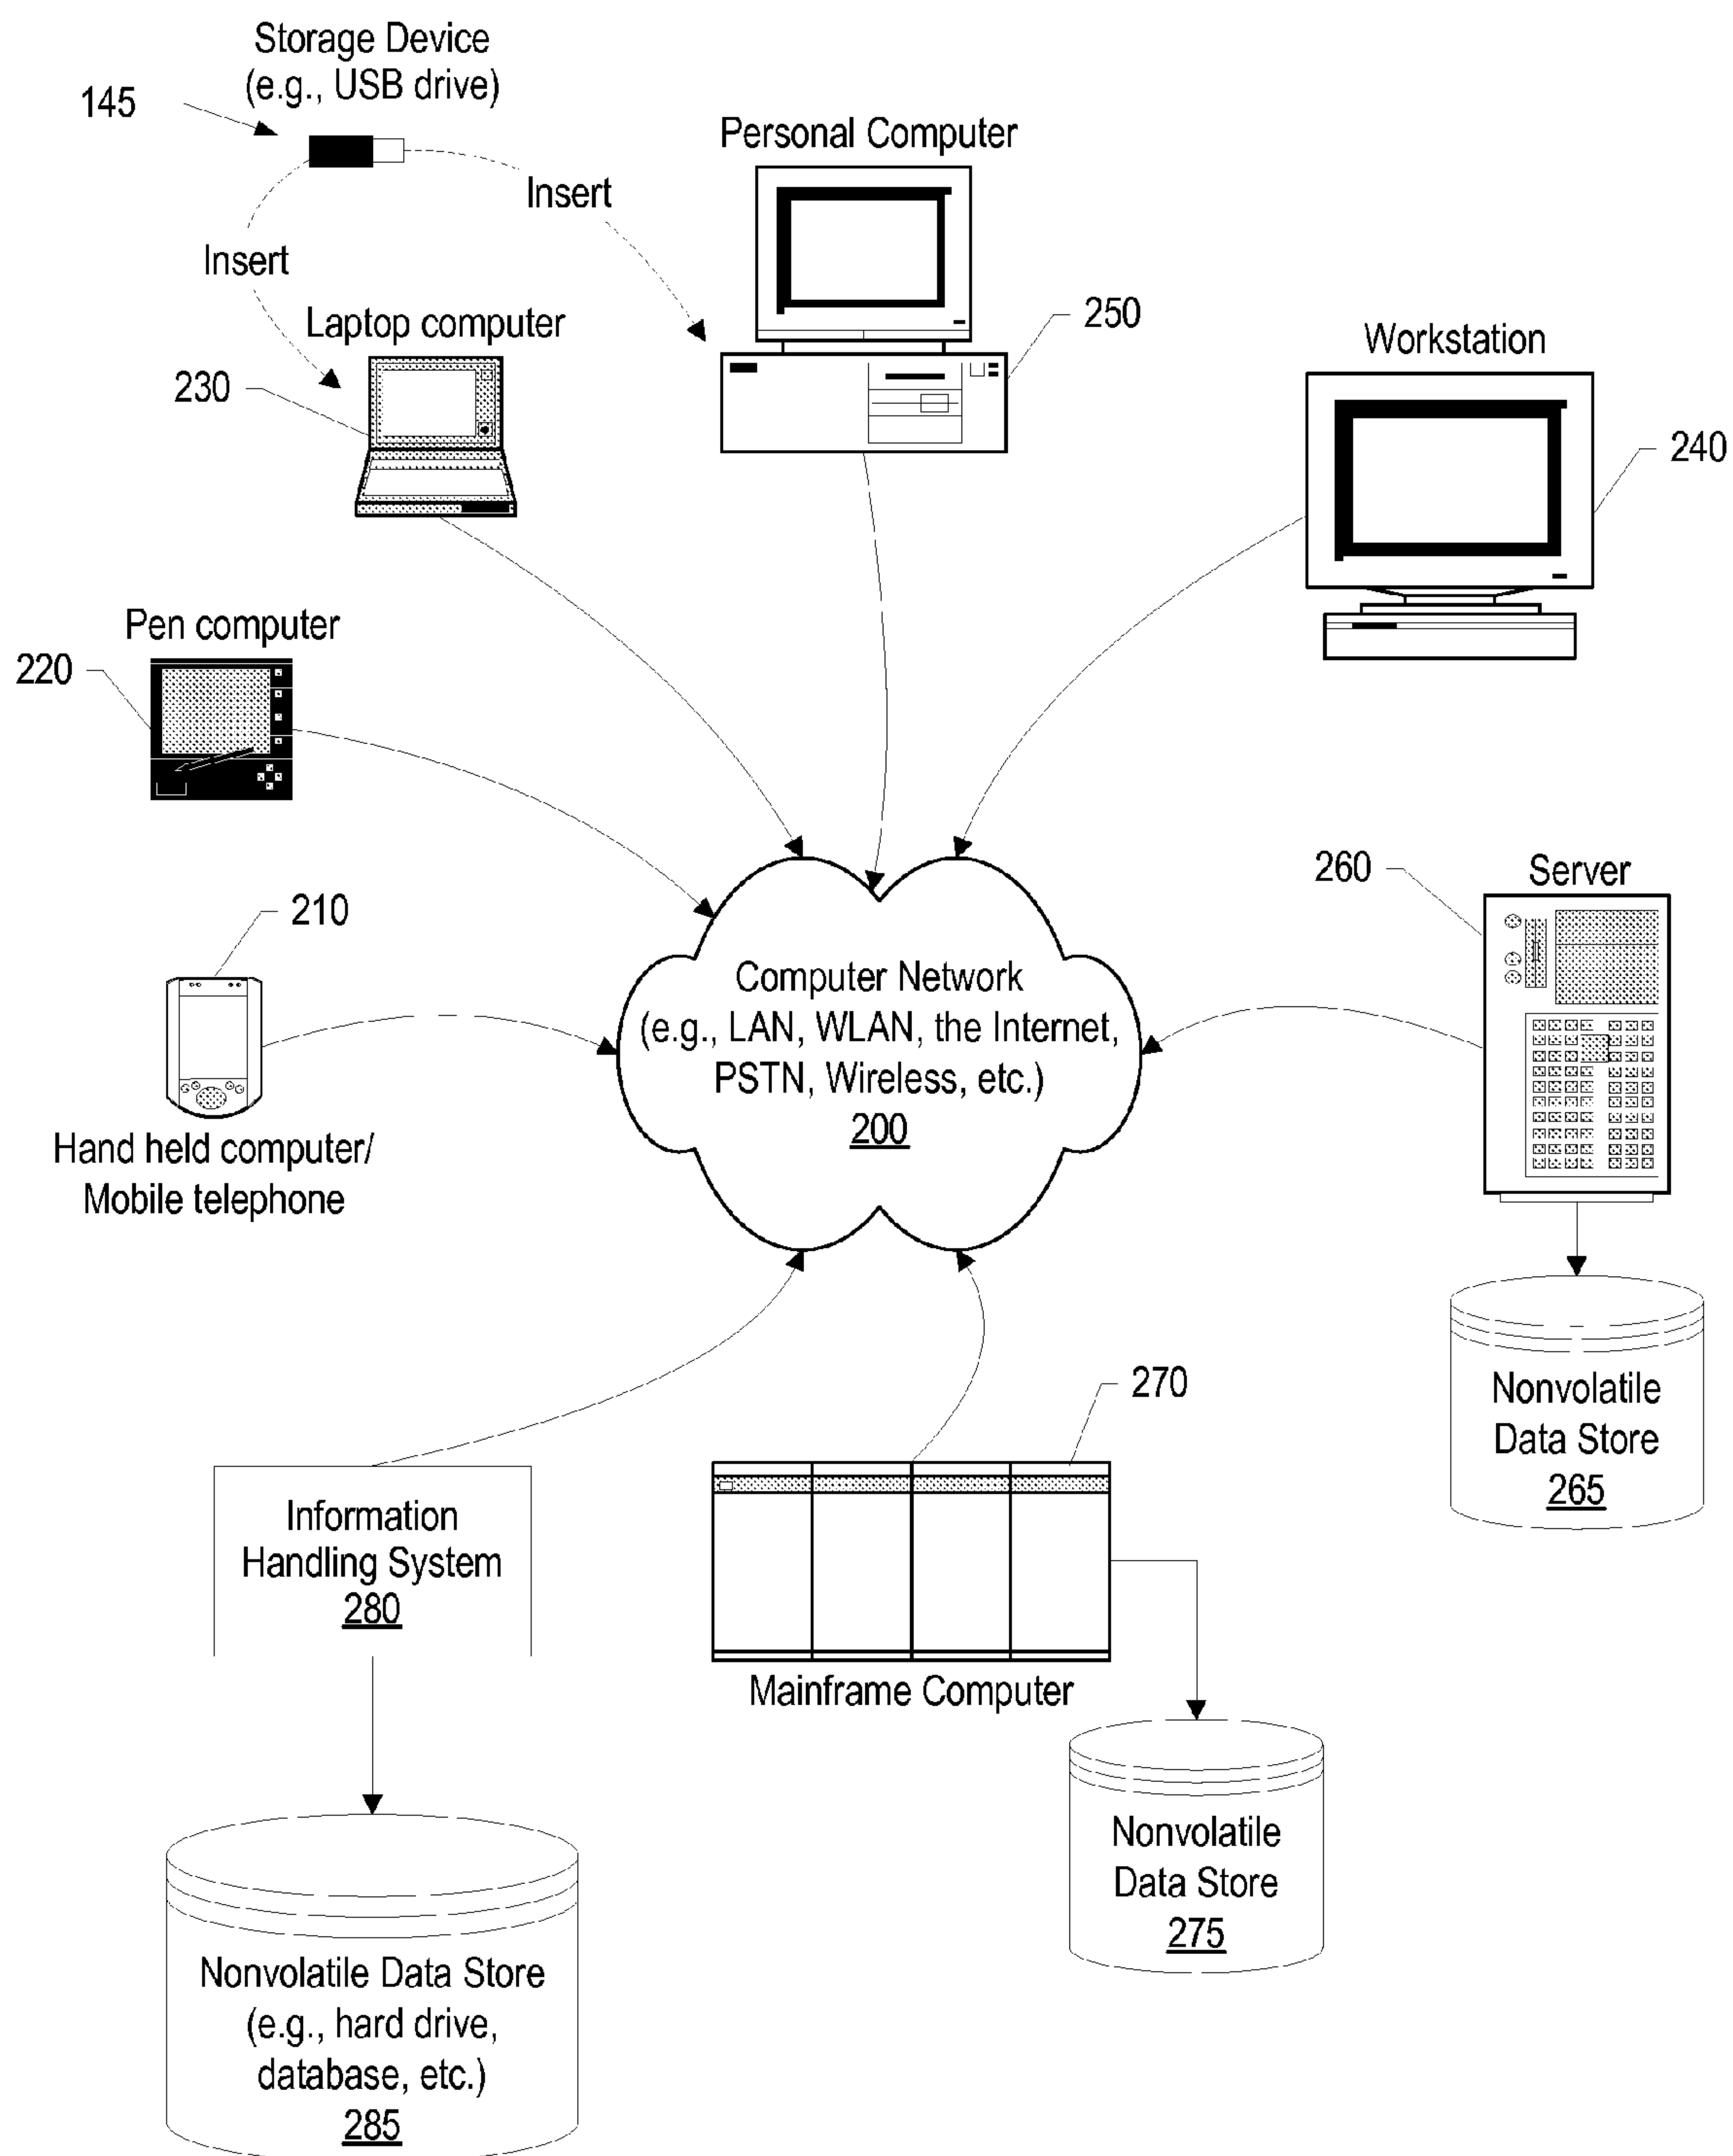 Storage Device
(e.g., USB drive)
145
Personal Computer
Insert
Insert
Laptop computer
250
Workstation
230
240
Pen computer
220
260
Server
210
Computer Network
(e.g., LAN, WLAN, the Internet,
PSTN, Wireless, etc.)
200
Hand held computer/
Mobile telephone
270
Nonvolatile
Data Store
265
Information
Handling System
280
Mainframe Computer
Nonvolatile
Data Store
275
Nonvolatile Data Store
(e.g., hard drive,
database, etc.)
285